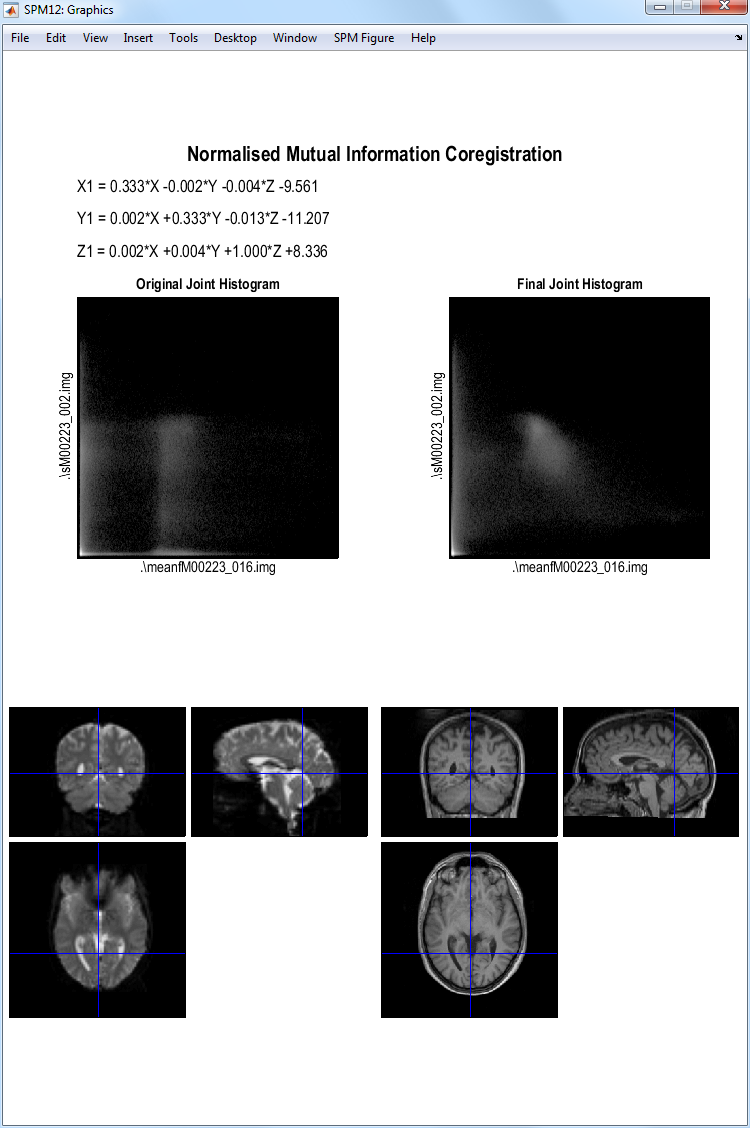 SPM12: Graphics
File Edit View Insert Tools Desktop Window SPM Figure Help
Normalised Mutual Information Coregistration
X1 = 0.333*X -0.002*Y -0.004*Z -9.561
Y1 = 0.002*X +0.333*Y -0.013*Z -11.207
Z1 = 0.002*X +0.004*Y +1.000*Z +8.336
Original Joint Histogram
.\sM00223_002.img
.\meanfM00223_016.img
Final Joint Histogram
.\sM00223_002.img
.\meanfM00223_016.img